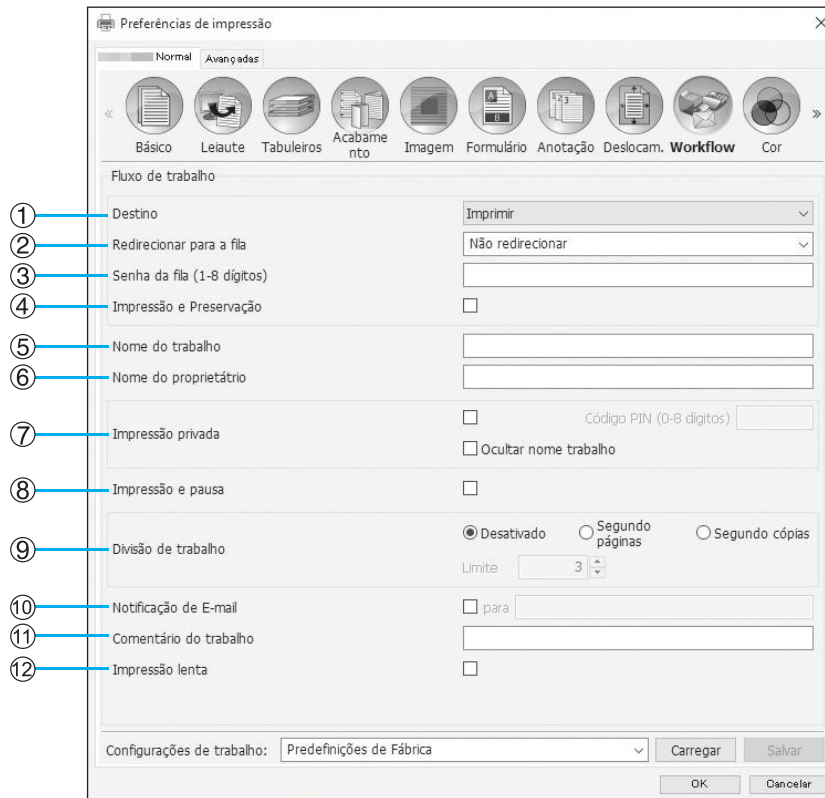 Preferências de impressão
Normal Avançadas
« Básico Leiaute Tabuleiros Acabame
nto Imagem Formulário Anotação Deslocam. Workflow Cor »
Fluxo de trabalho
① Destino Imprimir
② Redirecionar para a fila Não redirecionar
③ Senha da fila (1-8 dígitos)
④ Impressão e Preservação
⑤ Nome do trabalho
⑥ Nome do proprietátrio
⑦ Impressão privada Código PIN (0-8 dígitos)
Ocultar nome trabalho
⑧ Impressão e pausa
⑨ Divisão de trabalho Desativado Segundo
páginas Segundo cópias
Limite 3
⑩ Notificação de E-mail para
⑪ Comentário do trabalho
⑫ Impressão lenta
Configurações de trabalho: Predefinições de Fábrica Carregar Salvar
OK Cancelar